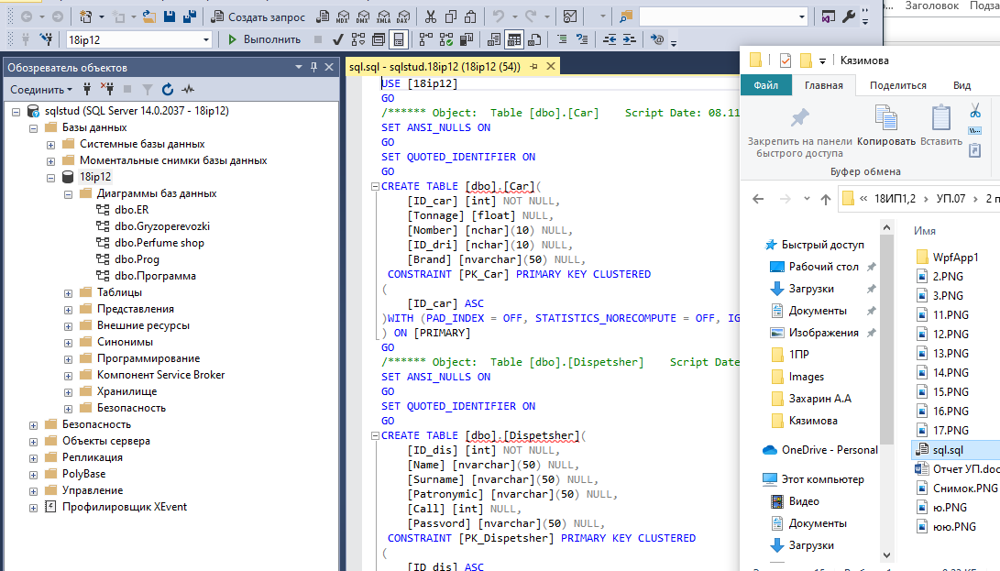 Создать запрос
MDX
DMX
XMLA
DAX
18ip12
Выполнить
Обозреватель объектов
Соединить
sqlstud (SQL Server 14.0.2037 - 18ip12)
Базы данных
Системные базы данных
Моментальные снимки базы данных
18ip12
Диаграммы баз данных
dbo.ER
dbo.Gryzoperevozki
dbo.Perfume shop
dbo.Prog
dbo.Программа
Таблицы
Представления
Внешние ресурсы
Синонимы
Программирование
Компонент Service Broker
Хранилище
Безопасность
Безопасность
Объекты сервера
Репликация
PolyBase
Управление
Профилировщик XEvent
sql.sql - sqlstud.18ip12 (18ip12 (54))
USE [18ip12]
GO
/****** Object:  Table [dbo].[Car]    Script Date: 08.11
SET ANSI_NULLS ON
GO
SET QUOTED_IDENTIFIER ON
GO
CREATE TABLE [dbo].[Car](
[ID_car] [int] NOT NULL,
[Tonnage] [float] NULL,
[Nomber] [nchar](10) NULL,
[ID_dri] [nchar](10) NULL,
[Brand] [nvarchar](50) NULL,
CONSTRAINT [PK_Car] PRIMARY KEY CLUSTERED
(
[ID_car] ASC
)WITH (PAD_INDEX = OFF, STATISTICS_NORECOMPUTE = OFF, IG
) ON [PRIMARY]
GO
/****** Object:  Table [dbo].[Dispetsher]    Script Date
SET ANSI_NULLS ON
GO
SET QUOTED_IDENTIFIER ON
GO
CREATE TABLE [dbo].[Dispetsher](
[ID_dis] [int] NOT NULL,
[Name] [nvarchar](50) NULL,
[Surname] [nvarchar](50) NULL,
[Patronymic] [nvarchar](50) NULL,
[Call] [int] NULL,
[Passvord] [nvarchar](50) NULL,
CONSTRAINT [PK_Dispetsher] PRIMARY KEY CLUSTERED
(
[ID_dis] ASC
Заголовок Подза
Кязимова
Файл Главная Поделиться Вид
Закрепить на панели быстрого доступа
Копировать
Вставить
Буфер обмена
« 18ИП1,2 › УП.07 › 2 п
Имя
Быстрый доступ
Рабочий стол
Загрузки
Документы
Изображения
1ПР
Images
Захарин А.А
Кязимова
OneDrive - Personal
Этот компьютер
Видео
Документы
Загрузки
WpfApp1
2.PNG
3.PNG
11.PNG
12.PNG
13.PNG
14.PNG
15.PNG
16.PNG
17.PNG
sql.sql
Отчет УП.doc
Снимок.PNG
ю.PNG
юю.PNG